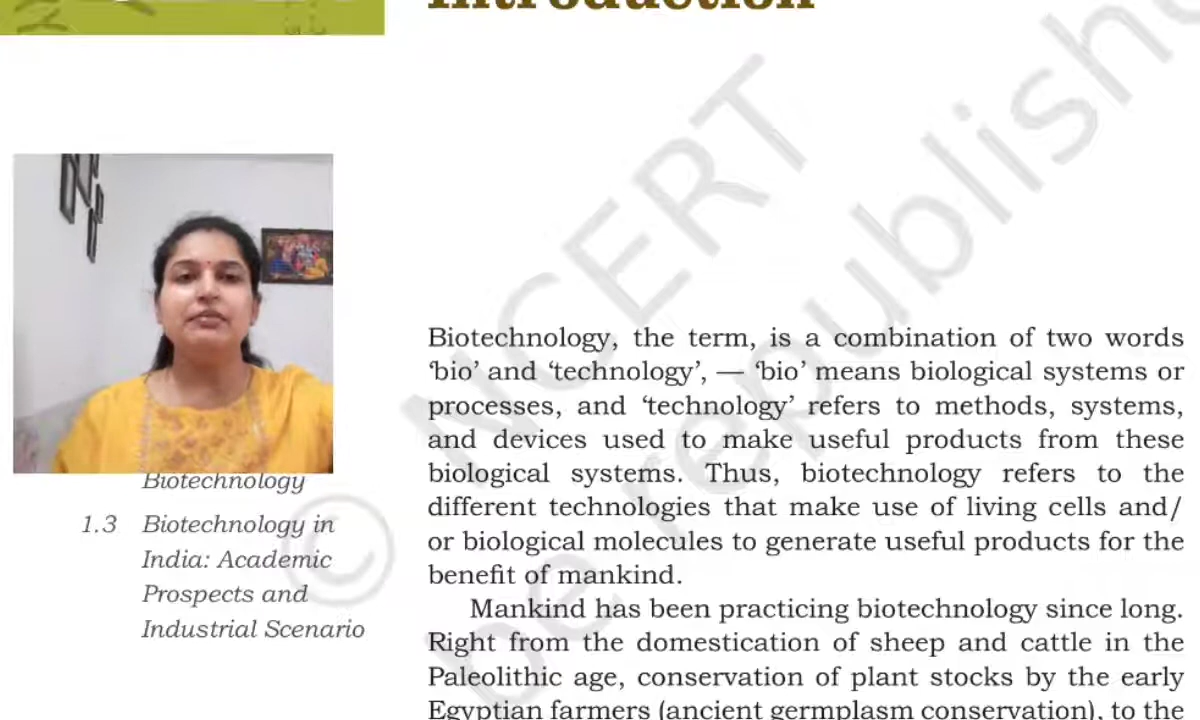 Introduction
Biotechnology
1.3 Biotechnology in
India: Academic
Prospects and
Industrial Scenario
Biotechnology, the term, is a combination of two words
‘bio’ and ‘technology’, — ‘bio’ means biological systems or
processes, and ‘technology’ refers to methods, systems,
and devices used to make useful products from these
biological systems. Thus, biotechnology refers to the
different technologies that make use of living cells and/
or biological molecules to generate useful products for the
benefit of mankind.
Mankind has been practicing biotechnology since long.
Right from the domestication of sheep and cattle in the
Paleolithic age, conservation of plant stocks by the early
Egyptian farmers (ancient germplasm conservation), to the
© NCERT
be republishe